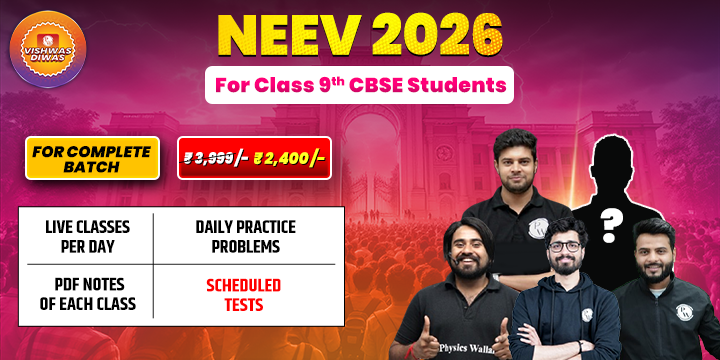 VISHWAS
DIWAS
NEEV 2026
For Class 9th CBSE Students
FOR COMPLETE
BATCH
₹ 3,999/- ₹ 2,400/-
LIVE CLASSES
PER DAY
DAILY PRACTICE
PROBLEMS
PDF NOTES
OF EACH CLASS
SCHEDULED
TESTS
?
Physics Wallah